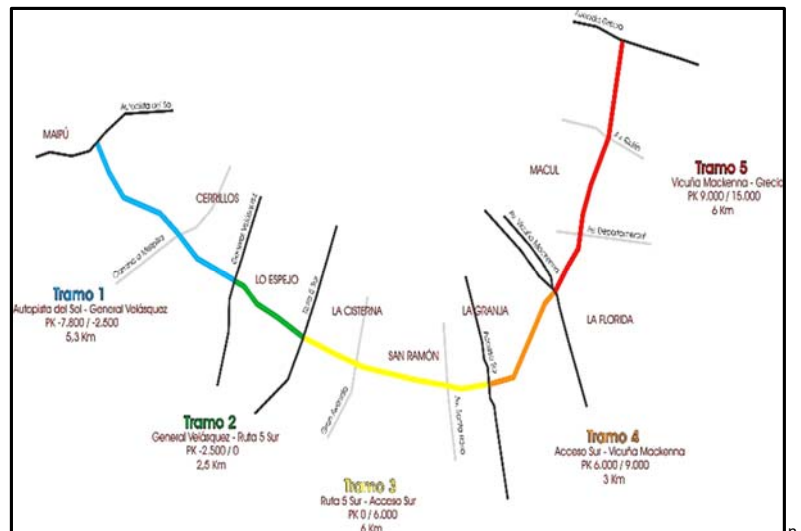 Avenida Grecia
Autopista del Sol
MAIPÚ
Av. Quilín
MACUL
Tramo 5
Vicuña Mackenna - Grecia
PK 9.000 / 15.000
6 Km
CERRILLOS
Camino a Melipilla
General Velásquez
Av. Vicuña Mackenna
Av. Departamental
LO ESPEJO
Ruta 5 Sur
Tramo 1
Autopista del Sol - General Velásquez
PK -7.800 / -2.500
5,3 Km
LA CISTERNA
LA GRANJA
LA FLORIDA
SAN RAMÓN
Acceso Sur
Gran Avenida
Av. Santa Rosa
Tramo 2
General Velásquez - Ruta 5 Sur
PK -2.500 / 0
2,5 Km
Tramo 4
Acceso Sur - Vicuña Mackenna
PK 6.000 / 9.000
3 Km
Tramo 3
Ruta 5 Sur - Acceso Sur
PK 0 / 6.000
6 Km